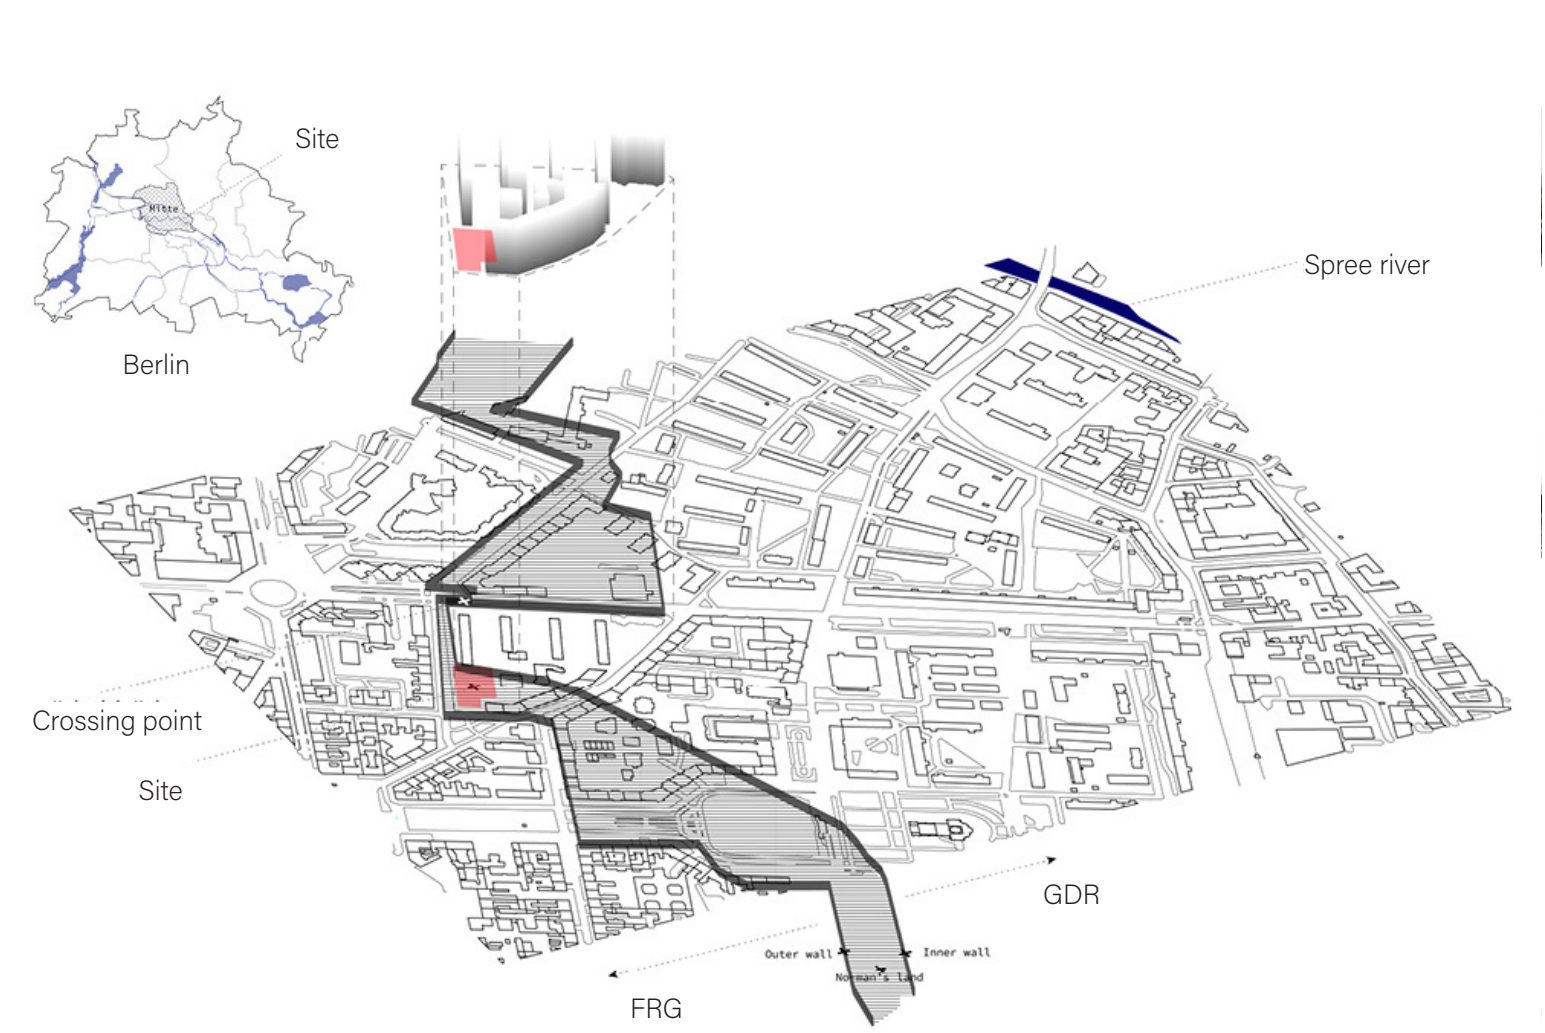 Site
Mitte
Berlin
Spree river
Crossing point
Site
GDR
Outer wall
Inner wall
No man's land
FRG